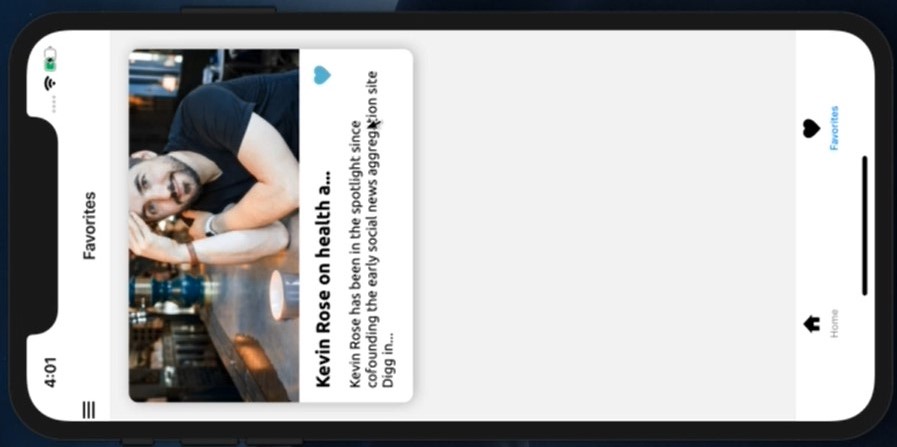 4:01
Favorites
Kevin Rose on health a...
Kevin Rose has been in the spotlight since
cofounding the early social news aggregation site
Digg in...
Home
Favorites